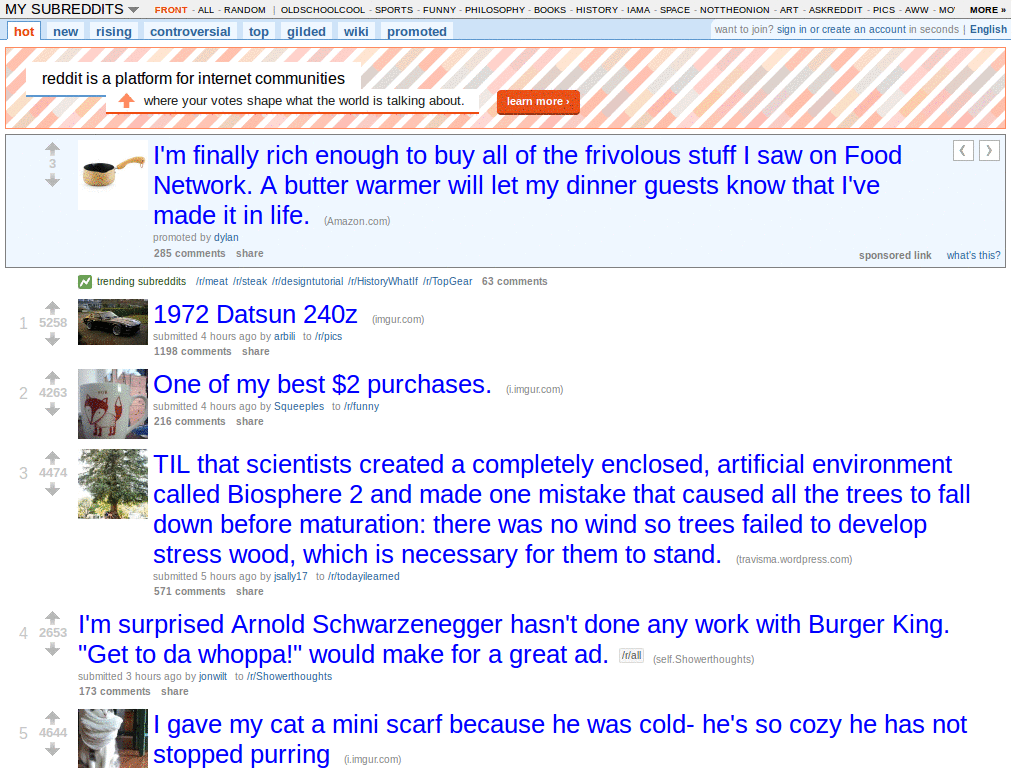 MY SUBREDDITS FRONT - ALL - RANDOM | OLDSCHOOLCOOL - SPORTS - FUNNY - PHILOSOPHY - BOOKS - HISTORY - IAMA - SPACE - NOTTHEONION - ART - ASKREDDIT - PICS - AWW - MO MORE »
hot new rising controversial top gilded wiki promoted want to join? sign in or create an account in seconds | English
reddit is a platform for internet communities
where your votes shape what the world is talking about. learn more ›
3
I'm finally rich enough to buy all of the frivolous stuff I saw on Food
Network. A butter warmer will let my dinner guests know that I've
made it in life. (Amazon.com)
promoted by dylan
285 comments share sponsored link what's this?
trending subreddits /r/meat /r/steak /r/designtutorial /r/HistoryWhatIf /r/TopGear 63 comments
1 5258 1972 Datsun 240z (imgur.com)
submitted 4 hours ago by arbili to /r/pics
1198 comments share
2 4263 One of my best $2 purchases. (i.imgur.com)
submitted 4 hours ago by Squeeples to /r/funny
216 comments share
3 4474 TIL that scientists created a completely enclosed, artificial environment
called Biosphere 2 and made one mistake that caused all the trees to fall
down before maturation: there was no wind so trees failed to develop
stress wood, which is necessary for them to stand. (travisma.wordpress.com)
submitted 5 hours ago by jsally17 to /r/todayilearned
571 comments share
4 2653 I'm surprised Arnold Schwarzenegger hasn't done any work with Burger King.
"Get to da whoppa!" would make for a great ad. /r/all (self.Showerthoughts)
submitted 3 hours ago by jonwilt to /r/Showerthoughts
173 comments share
5 4644 I gave my cat a mini scarf because he was cold- he's so cozy he has not
stopped purring (i.imgur.com)